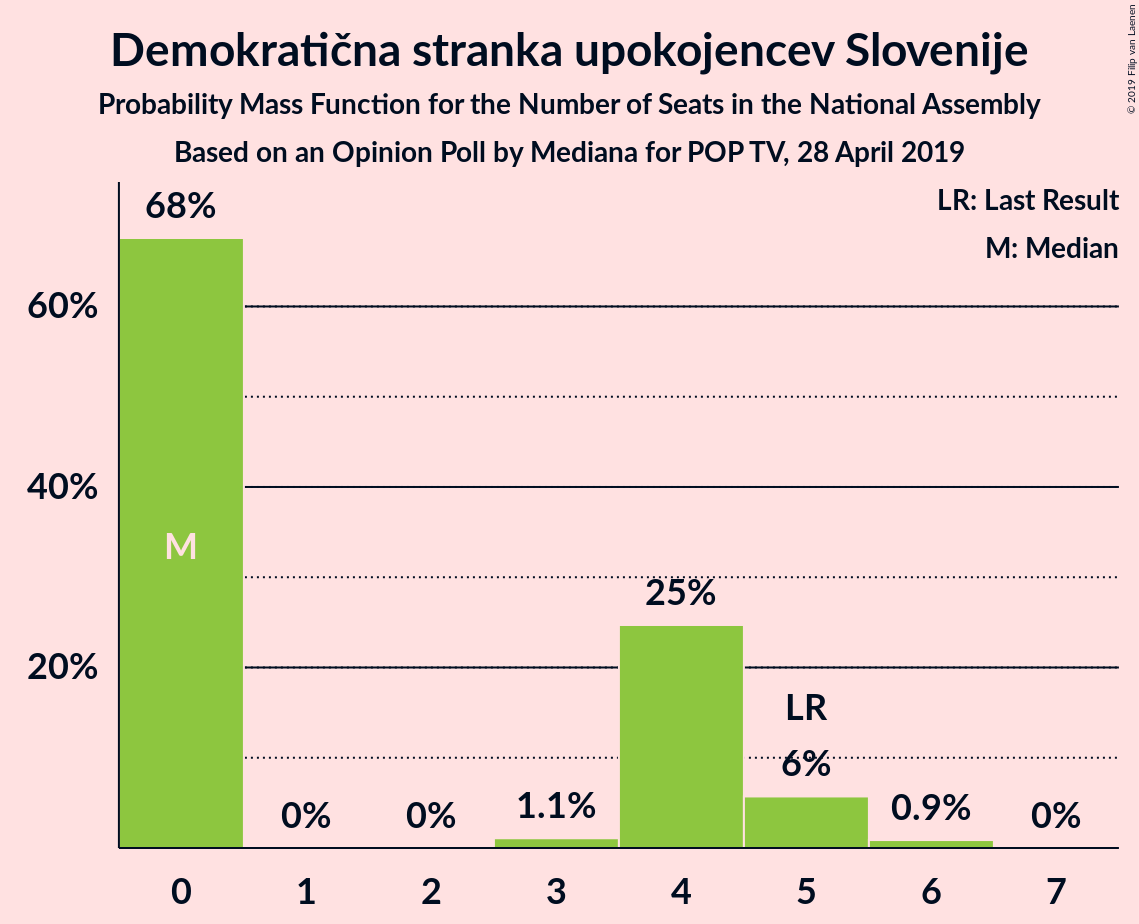 Demokratična stranka upokojencev Slovenije
Probability Mass Function for the Number of Seats in the National Assembly
Based on an Opinion Poll by Mediana for POP TV, 28 April 2019
© 2019 Filip van Laenen
LR: Last Result
M: Median
60%
40%
20%
68%
M
0%
0%
1.1%
25%
LR
6%
0.9%
0%
0 1 2 3 4 5 6 7